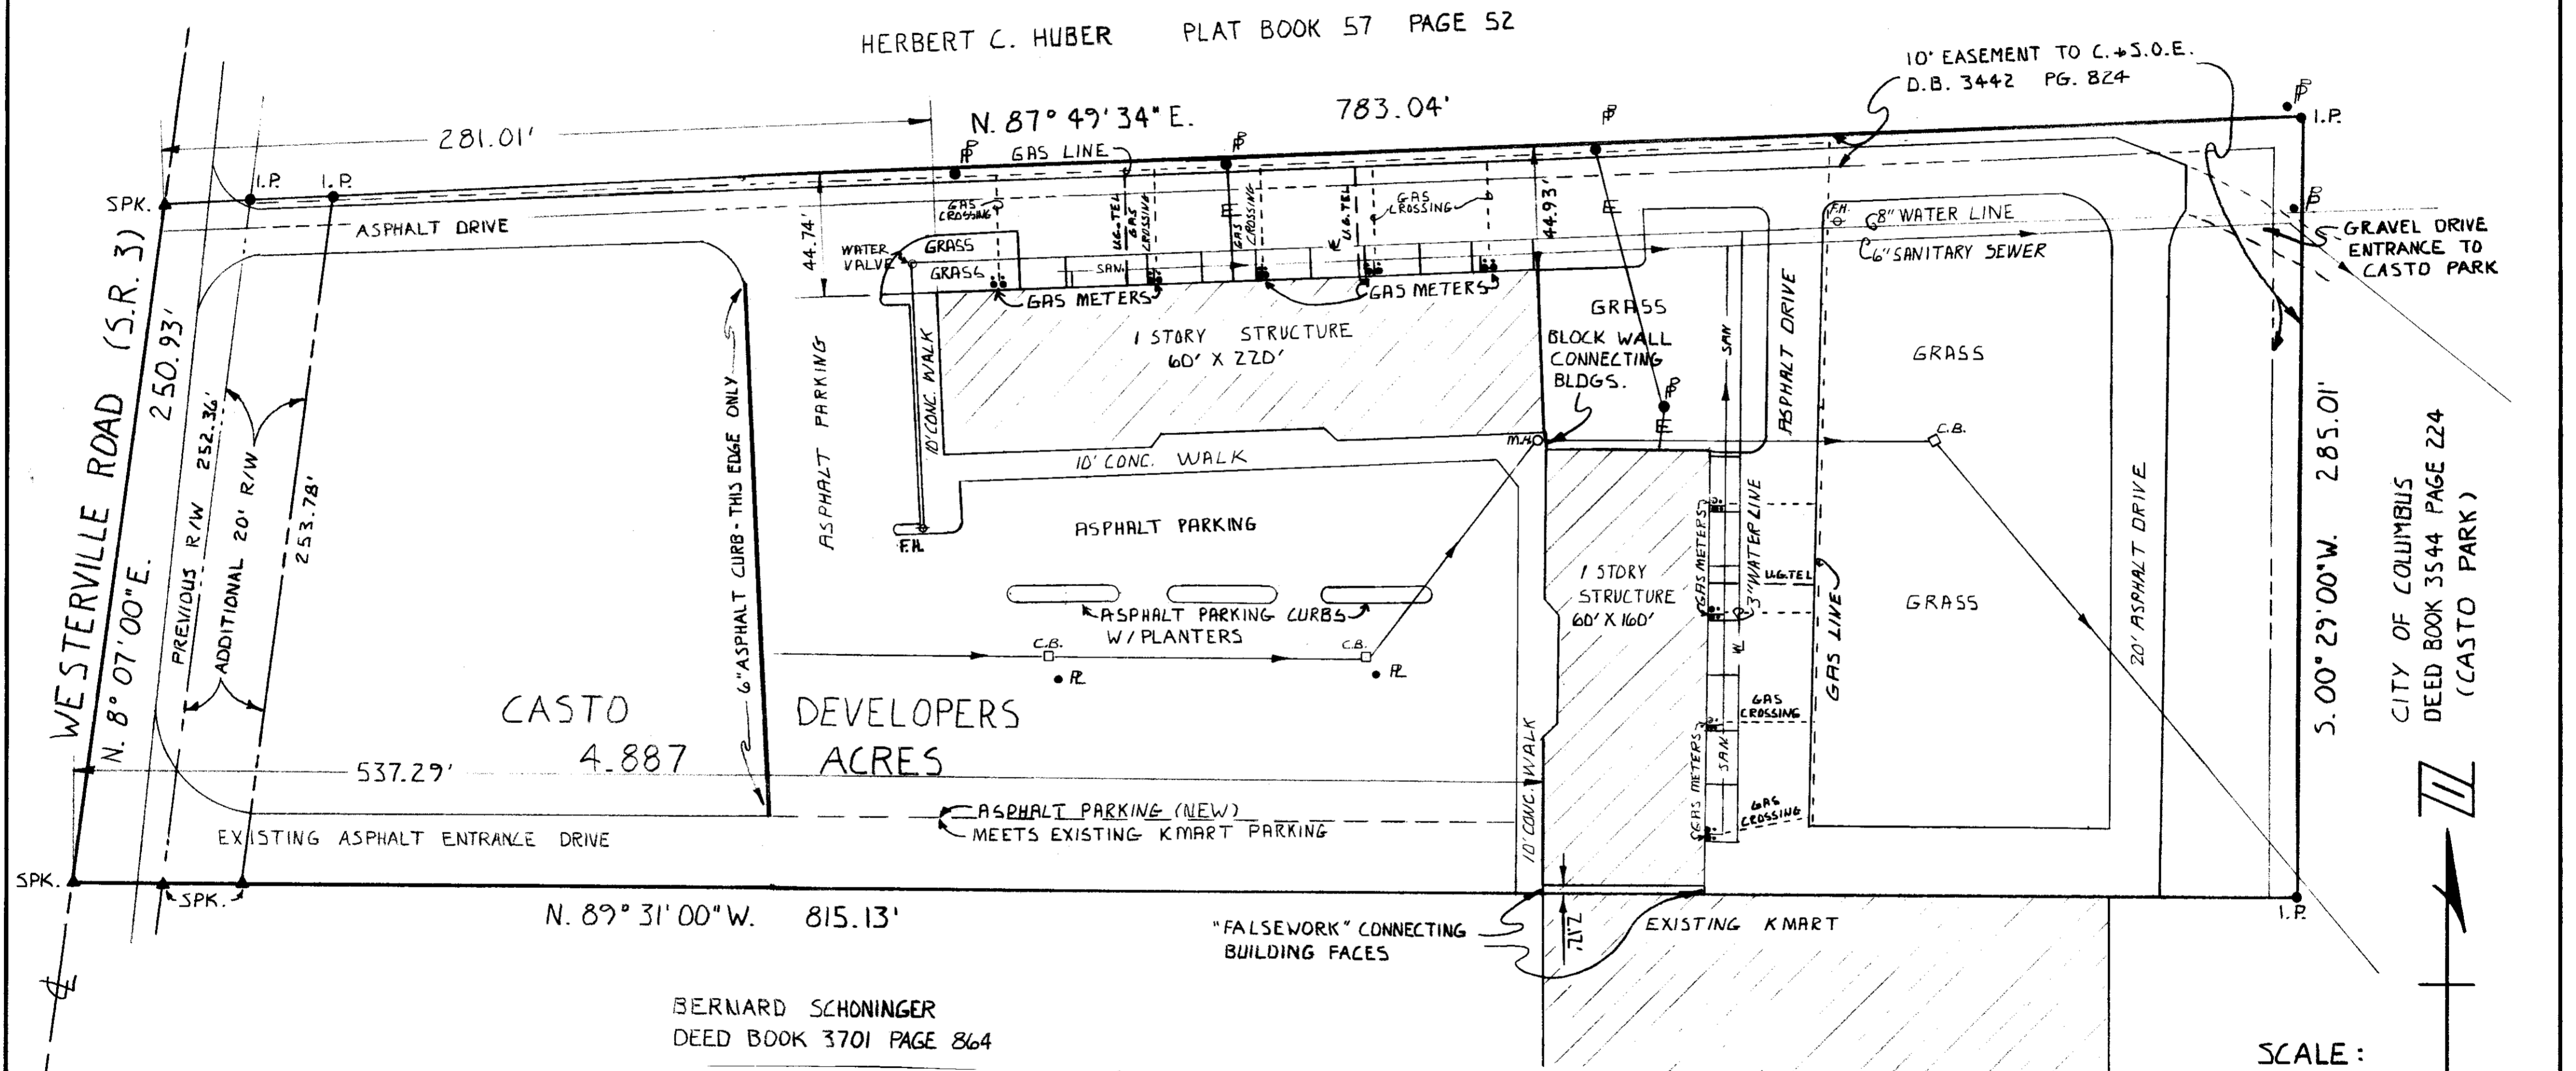 HERBERT C. HUBER PLAT BOOK 57 PAGE 52
10' EASEMENT TO C.+S.O.E.
D.B. 3442 PG. 824
281.01'
N. 87° 49' 34" E. 783.04'
I.P.
GAS LINE
SPK.
I.P.
I.P.
ASPHALT DRIVE
44.74'
WATER
VALVE
GRASS
GRASS
GAS
CROSSING
U.G.TEL
GAS
CROSSING
E
GAS
CROSSING
U.G.TEL
GAS
CROSSING
44.93'
E
SAN.
GAS METERS
GAS METERS
F.H.
8" WATER LINE
6" SANITARY SEWER
GRAVEL DRIVE
ENTRANCE TO
CASTO PARK
WESTERVILLE ROAD (S.R. 3)
N. 8° 07' 00" E. 250.93'
PREVIOUS R/W 252.36'
ADDITIONAL 20' R/W
253.78'
6" ASPHALT CURB - THIS EDGE ONLY
ASPHALT PARKING
10' CONC. WALK
1 STORY STRUCTURE
60' X 220'
GRASS
BLOCK WALL
CONNECTING
BLDGS.
SAN
ASPHALT DRIVE
GRASS
E
M.H.
C.B.
10' CONC. WALK
ASPHALT PARKING
F.H.
ASPHALT PARKING CURBS
W/ PLANTERS
C.B.
C.B.
1 STORY
STRUCTURE
60' X 160'
GAS METERS
3" WATER LINE
W
U.G.TEL
GAS LINE
GRASS
20' ASPHALT DRIVE
S. 00° 29' 00" W. 285.01'
CITY OF COLUMBUS
DEED BOOK 3544 PAGE 224
(CASTO PARK)
CASTO DEVELOPERS
4.887 ACRES
537.29'
GAS
CROSSING
GAS METERS
SAN
GAS
CROSSING
10' CONC. WALK
ASPHALT PARKING (NEW)
MEETS EXISTING KMART PARKING
EXISTING ASPHALT ENTRANCE DRIVE
SPK.
SPK.
N. 89° 31' 00" W. 815.13'
"FALSEWORK" CONNECTING
BUILDING FACES
2.12'
EXISTING KMART
I.P.
BERNARD SCHONINGER
DEED BOOK 3701 PAGE 864
SCALE: